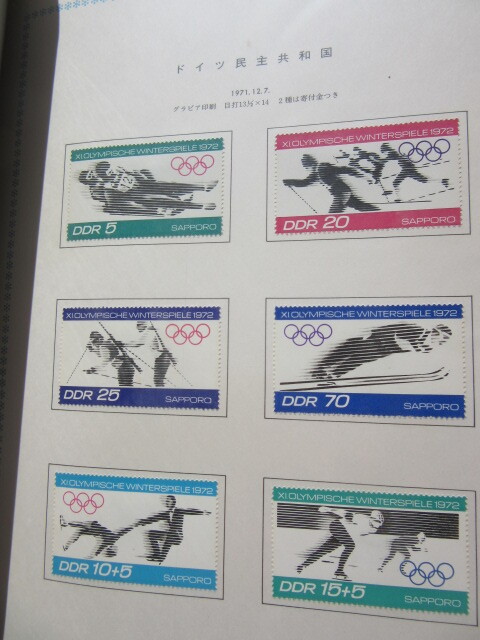 ドイツ民主共和国
1971.12.7.
グラビア印刷 目打13½×14 2種は寄付金つき
XI OLYMPISCHE WINTERSPIELE 1972
DDR 5 SAPPORO
XI OLYMPISCHE WINTERSPIELE 1972
DDR 20 SAPPORO
XI OLYMPISCHE WINTERSPIELE 1972
DDR 25 SAPPORO
XI OLYMPISCHE WINTERSPIELE 1972
DDR 70 SAPPORO
XI OLYMPISCHE WINTERSPIELE 1972
DDR 10+5 SAPPORO
XI OLYMPISCHE WINTERSPIELE 1972
DDR 15+5 SAPPORO